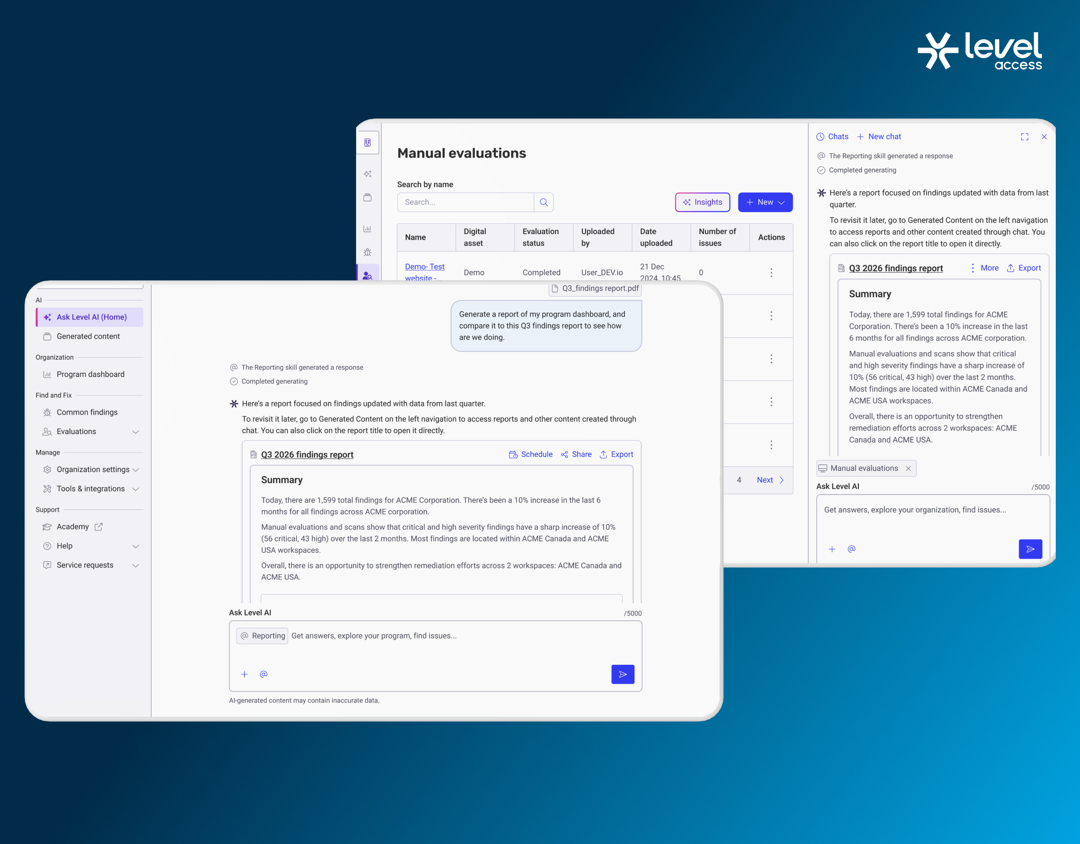 level
access
Manual evaluations
Search by name
Search...
Insights
New
Name
Digital
asset
Evaluation
status
Uploaded
by
Date
uploaded
Number of
issues
Actions
Demo- Test
website -
Demo
Completed
User_DEV.io
21 Dec
2024, 10:45
0
4
Next
Chats
New chat
The Reporting skill generated a response
Completed generating
Here's a report focused on findings updated with data from last
quarter.
To revisit it later, go to Generated Content on the left navigation
to access reports and other content created through chat. You
can also click on the report title to open it directly.
Q3 2026 findings report
More
Export
Summary
Today, there are 1,599 total findings for ACME
Corporation. There's been a 10% increase in the last
6 months for all findings across ACME corporation.
Manual evaluations and scans show that critical
and high severity findings have a sharp increase of
10% (56 critical, 43 high) over the last 2 months.
Most findings are located within ACME Canada and
ACME USA workspaces.
Overall, there is an opportunity to strengthen
remediation efforts across 2 workspaces: ACME
Canada and ACME USA.
Manual evaluations
Ask Level AI
/5000
Get answers, explore your organization, find issues...
AI
Ask Level AI (Home)
Generated content
Organization
Program dashboard
Find and Fix
Common findings
Evaluations
Manage
Organization settings
Tools & integrations
Support
Academy
Help
Service requests
Q3_findings report.pdf
Generate a report of my program dashboard, and
compare it to this Q3 findings report to see how
are we doing.
The Reporting skill generated a response
Completed generating
Here's a report focused on findings updated with data from last quarter.
To revisit it later, go to Generated Content on the left navigation to access reports and other content created through
chat. You can also click on the report title to open it directly.
Q3 2026 findings report
Schedule
Share
Export
Summary
Today, there are 1,599 total findings for ACME Corporation. There's been a 10% increase in the last 6
months for all findings across ACME corporation.
Manual evaluations and scans show that critical and high severity findings have a sharp increase of 10%
(56 critical, 43 high) over the last 2 months. Most findings are located within ACME Canada and ACME
USA workspaces.
Overall, there is an opportunity to strengthen remediation efforts across 2 workspaces: ACME Canada and
ACME USA.
Ask Level AI
/5000
Reporting
Get answers, explore your program, find issues...
AI-generated content may contain inaccurate data.